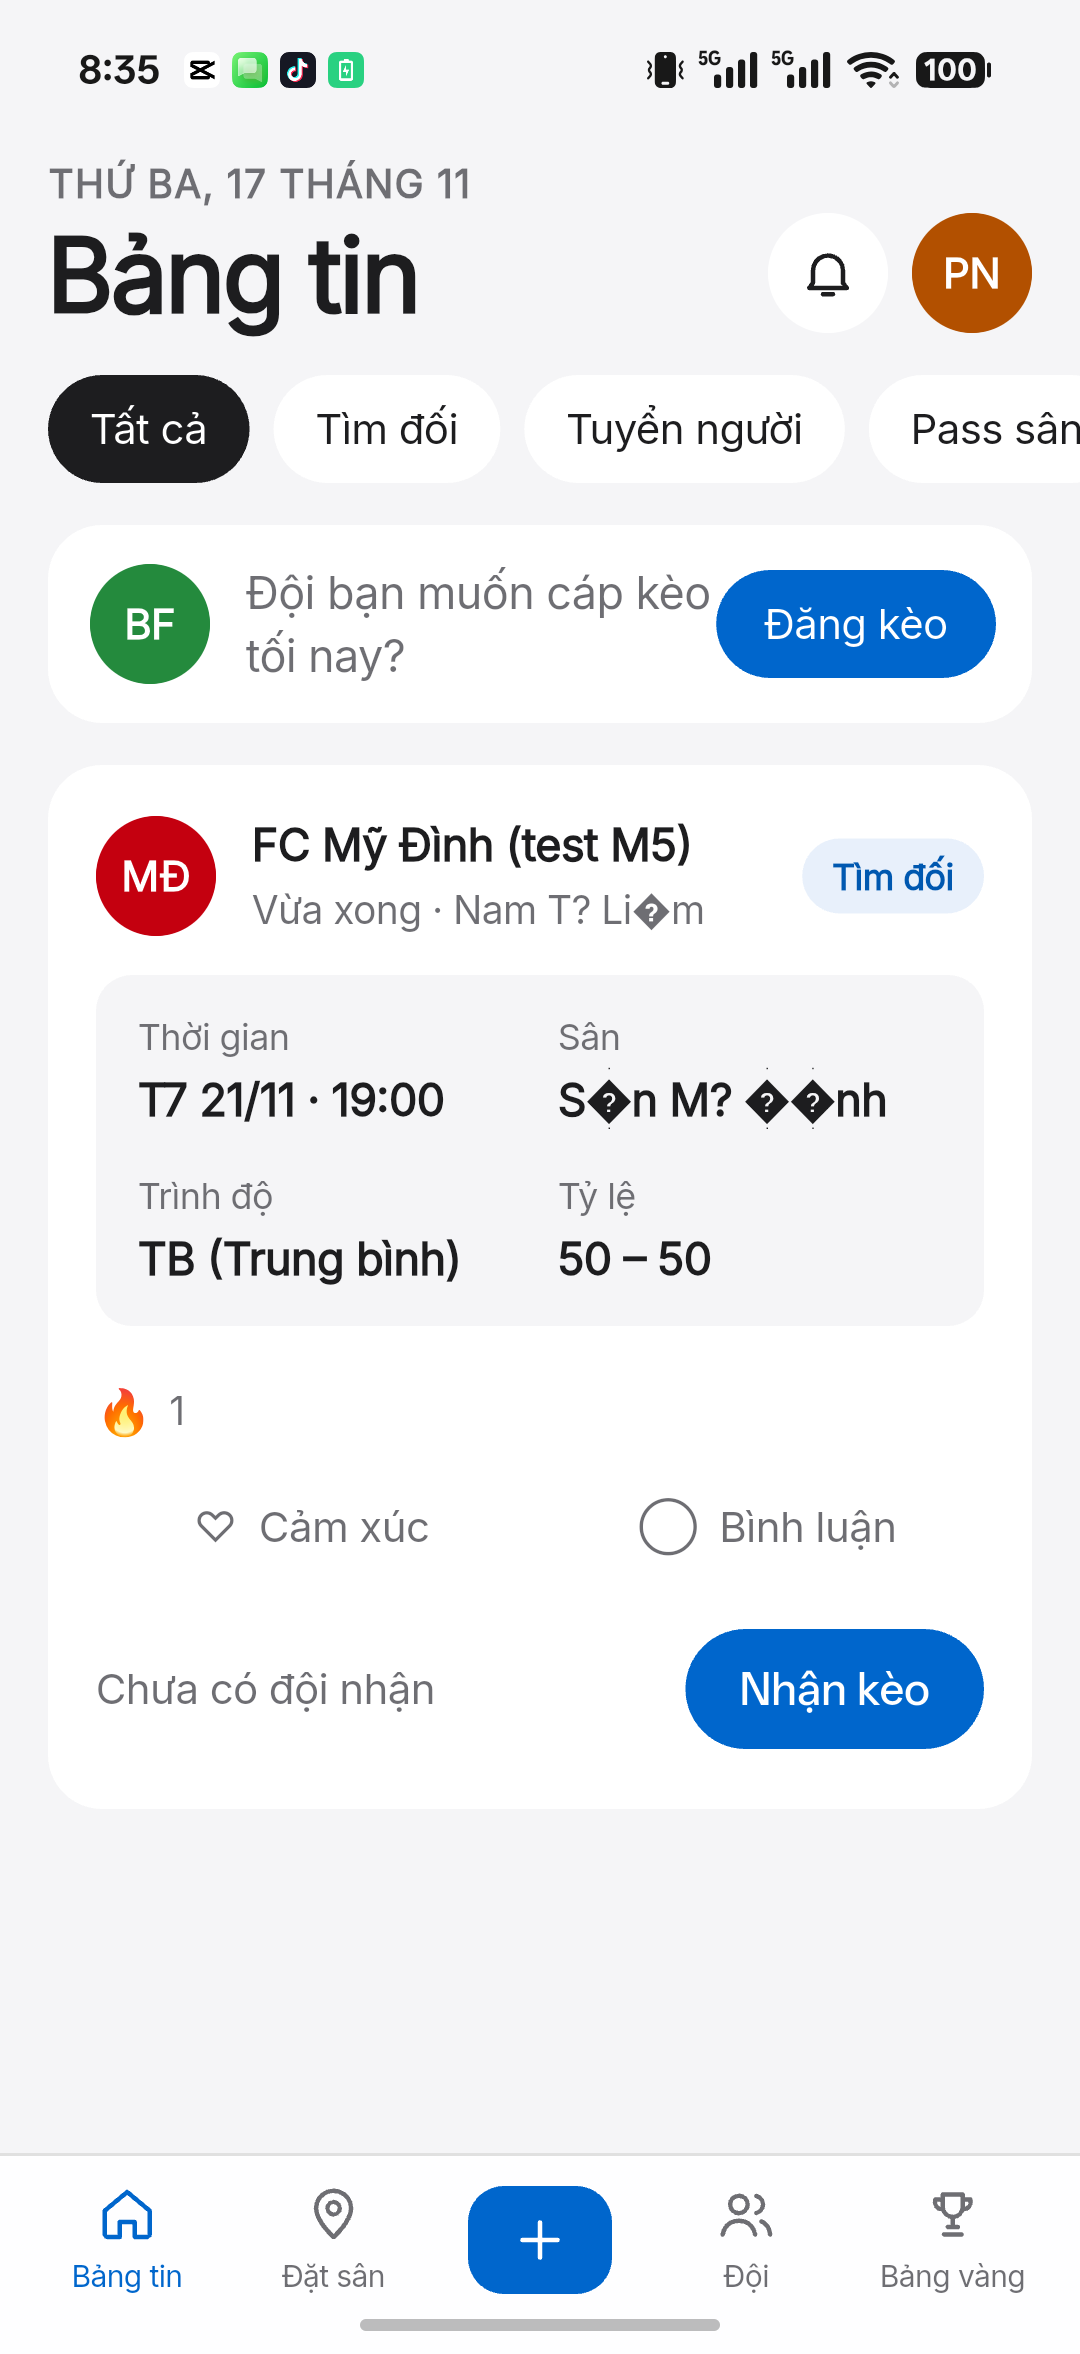 8:35
5G
5G
100
THỨ BA, 17 THÁNG 11
Bảng tin
PN
Tất cả
Tìm đối
Tuyển người
Pass sân
BF
Đội bạn muốn cáp kèo
tối nay?
Đăng kèo
MĐ
FC Mỹ Đình (test M5)
Vừa xong · Nam T? Li�m
Tìm đối
Thời gian
Sân
T7 21/11 · 19:00
S�n M? ��nh
Trình độ
Tỷ lệ
TB (Trung bình)
50 – 50
🔥 1
Cảm xúc
Bình luận
Chưa có đội nhận
Nhận kèo
Bảng tin
Đặt sân
Đội
Bảng vàng